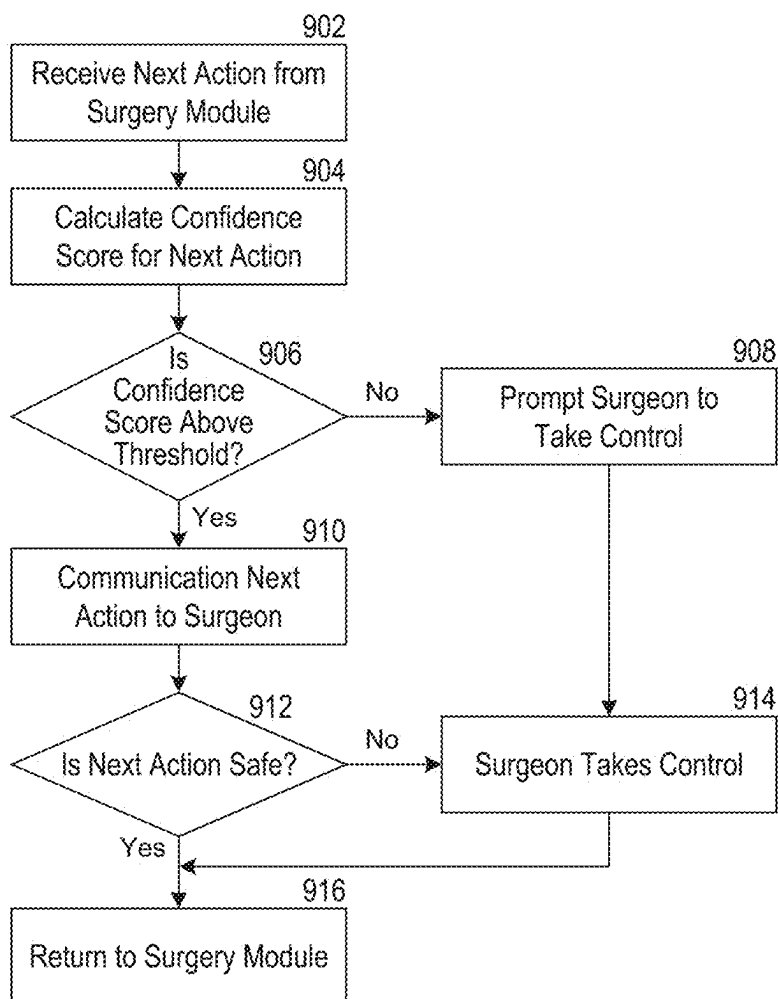 902
Receive Next Action from
Surgery Module
904
Calculate Confidence
Score for Next Action
906
Is
Confidence
Score Above
Threshold?
No
908
Prompt Surgeon to
Take Control
Yes
910
Communication Next
Action to Surgeon
912
Is Next Action Safe?
No
914
Surgeon Takes Control
Yes
916
Return to Surgery Module